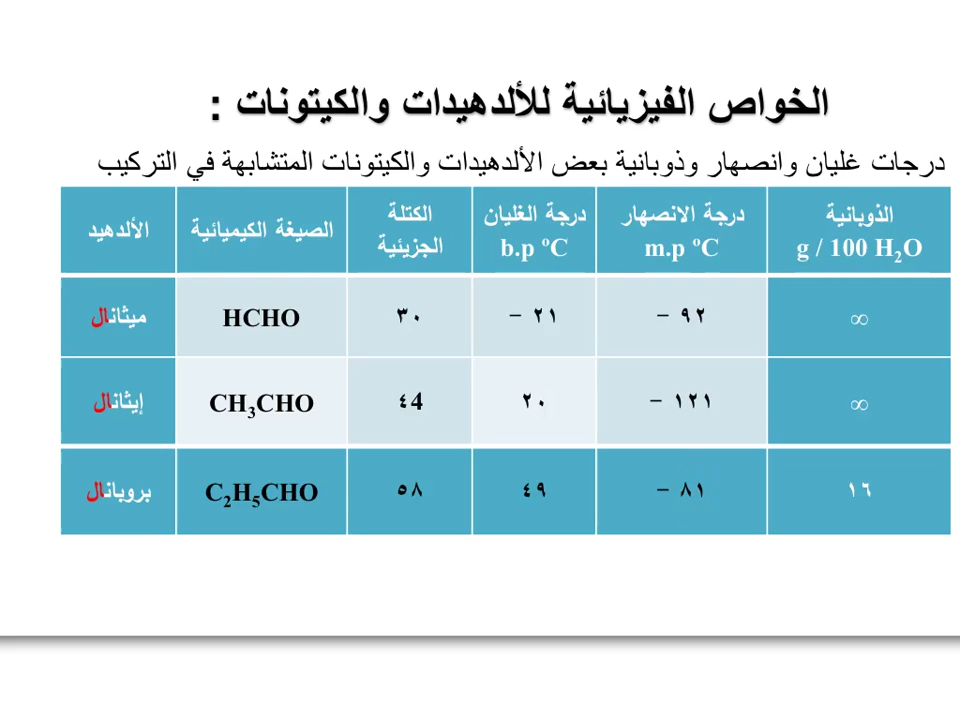 الخواص الفيزيائية للألدهيدات والكيتونات :
درجات غليان وانصهار وذوبانية بعض الألدهيدات والكيتونات المتشابهة في التركيب
الألدهيد | الصيغة الكيميائية | الكتلة الجزيئية | درجة الغليان b.p ºC | درجة الانصهار m.p ºC | الذوبانية g / 100 H₂O
ميثانال | HCHO | ٣٠ | ٢١ – | ٩٢ – | ∞
إيثانال | CH₃CHO | ٤4 | ٢٠ | ١٢١ – | ∞
بروبانال | C₂H₅CHO | ٥٨ | ٤٩ | ٨١ – | ١٦